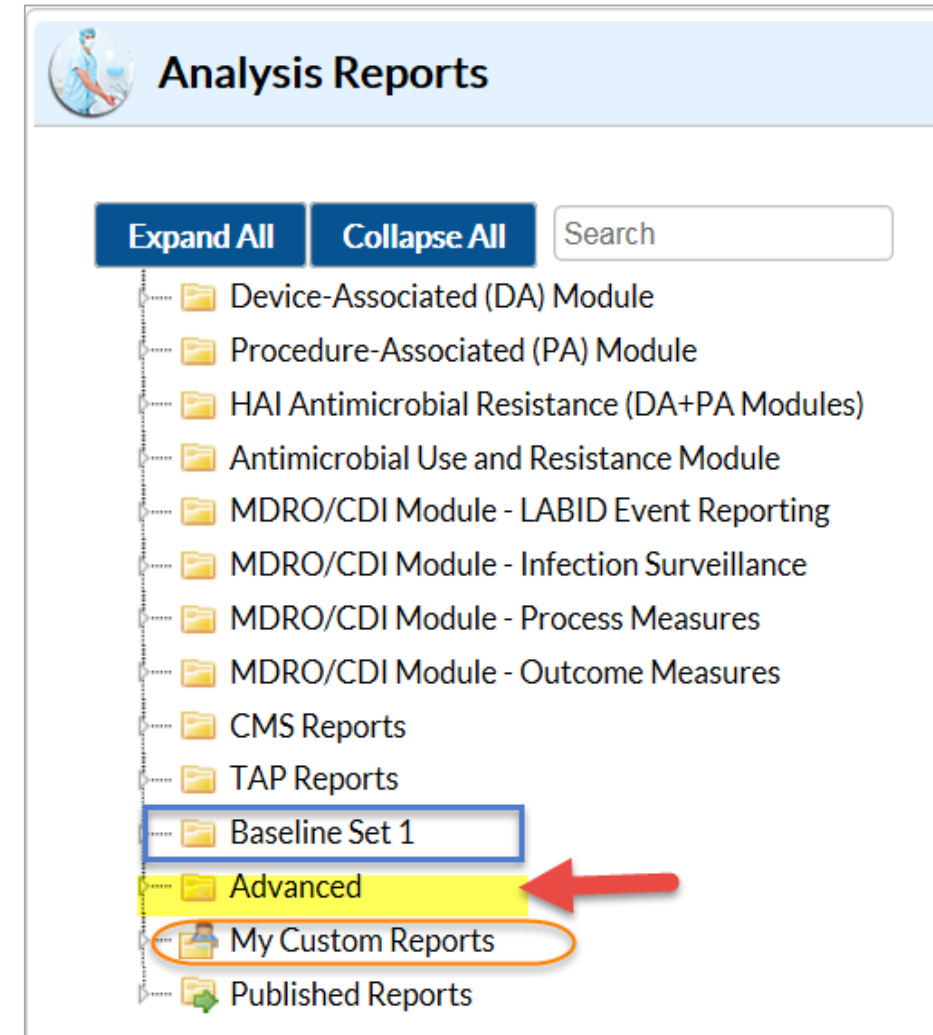 Analysis Reports
Expand All Collapse All Search
Device-Associated (DA) Module
Procedure-Associated (PA) Module
HAI Antimicrobial Resistance (DA+PA Modules)
Antimicrobial Use and Resistance Module
MDRO/CDI Module - LABID Event Reporting
MDRO/CDI Module - Infection Surveillance
MDRO/CDI Module - Process Measures
MDRO/CDI Module - Outcome Measures
CMS Reports
TAP Reports
Baseline Set 1
Advanced
My Custom Reports
Published Reports